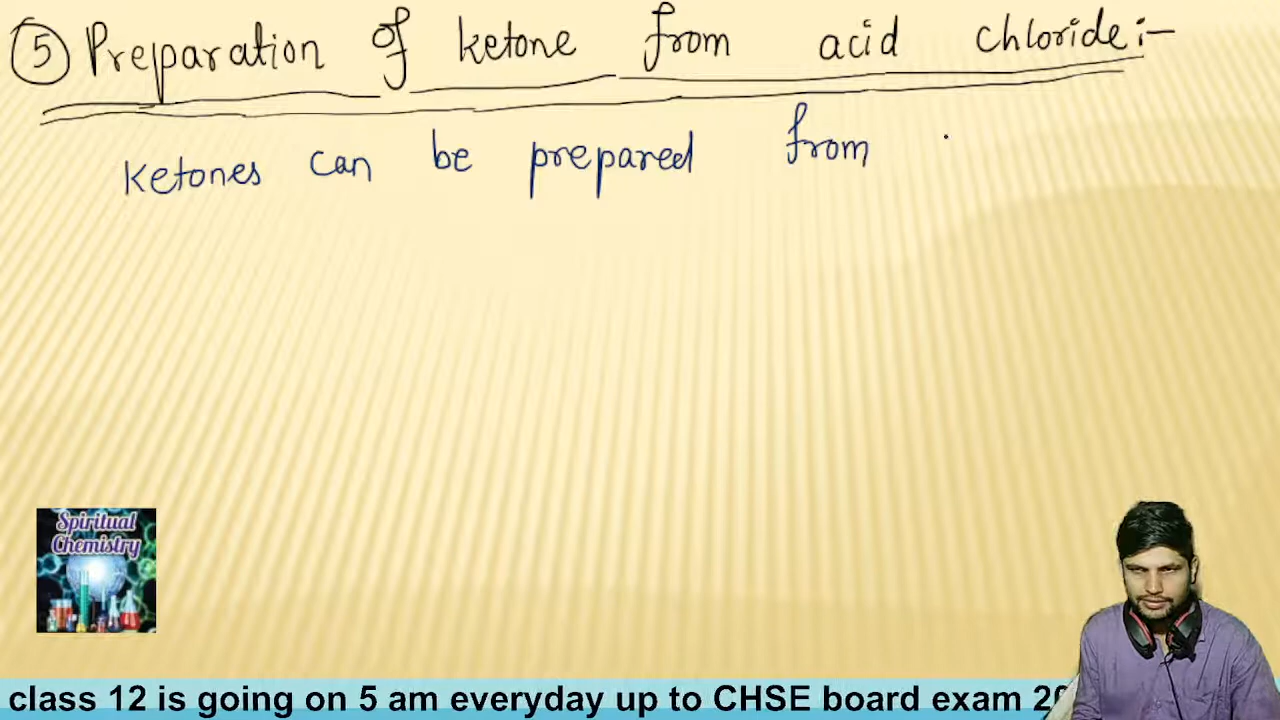 5 Preparation of ketone from acid chloride:-
Ketones can be prepared from
Spiritual
Chemistry
class 12 is going on 5 am everyday up to CHSE board exam 20